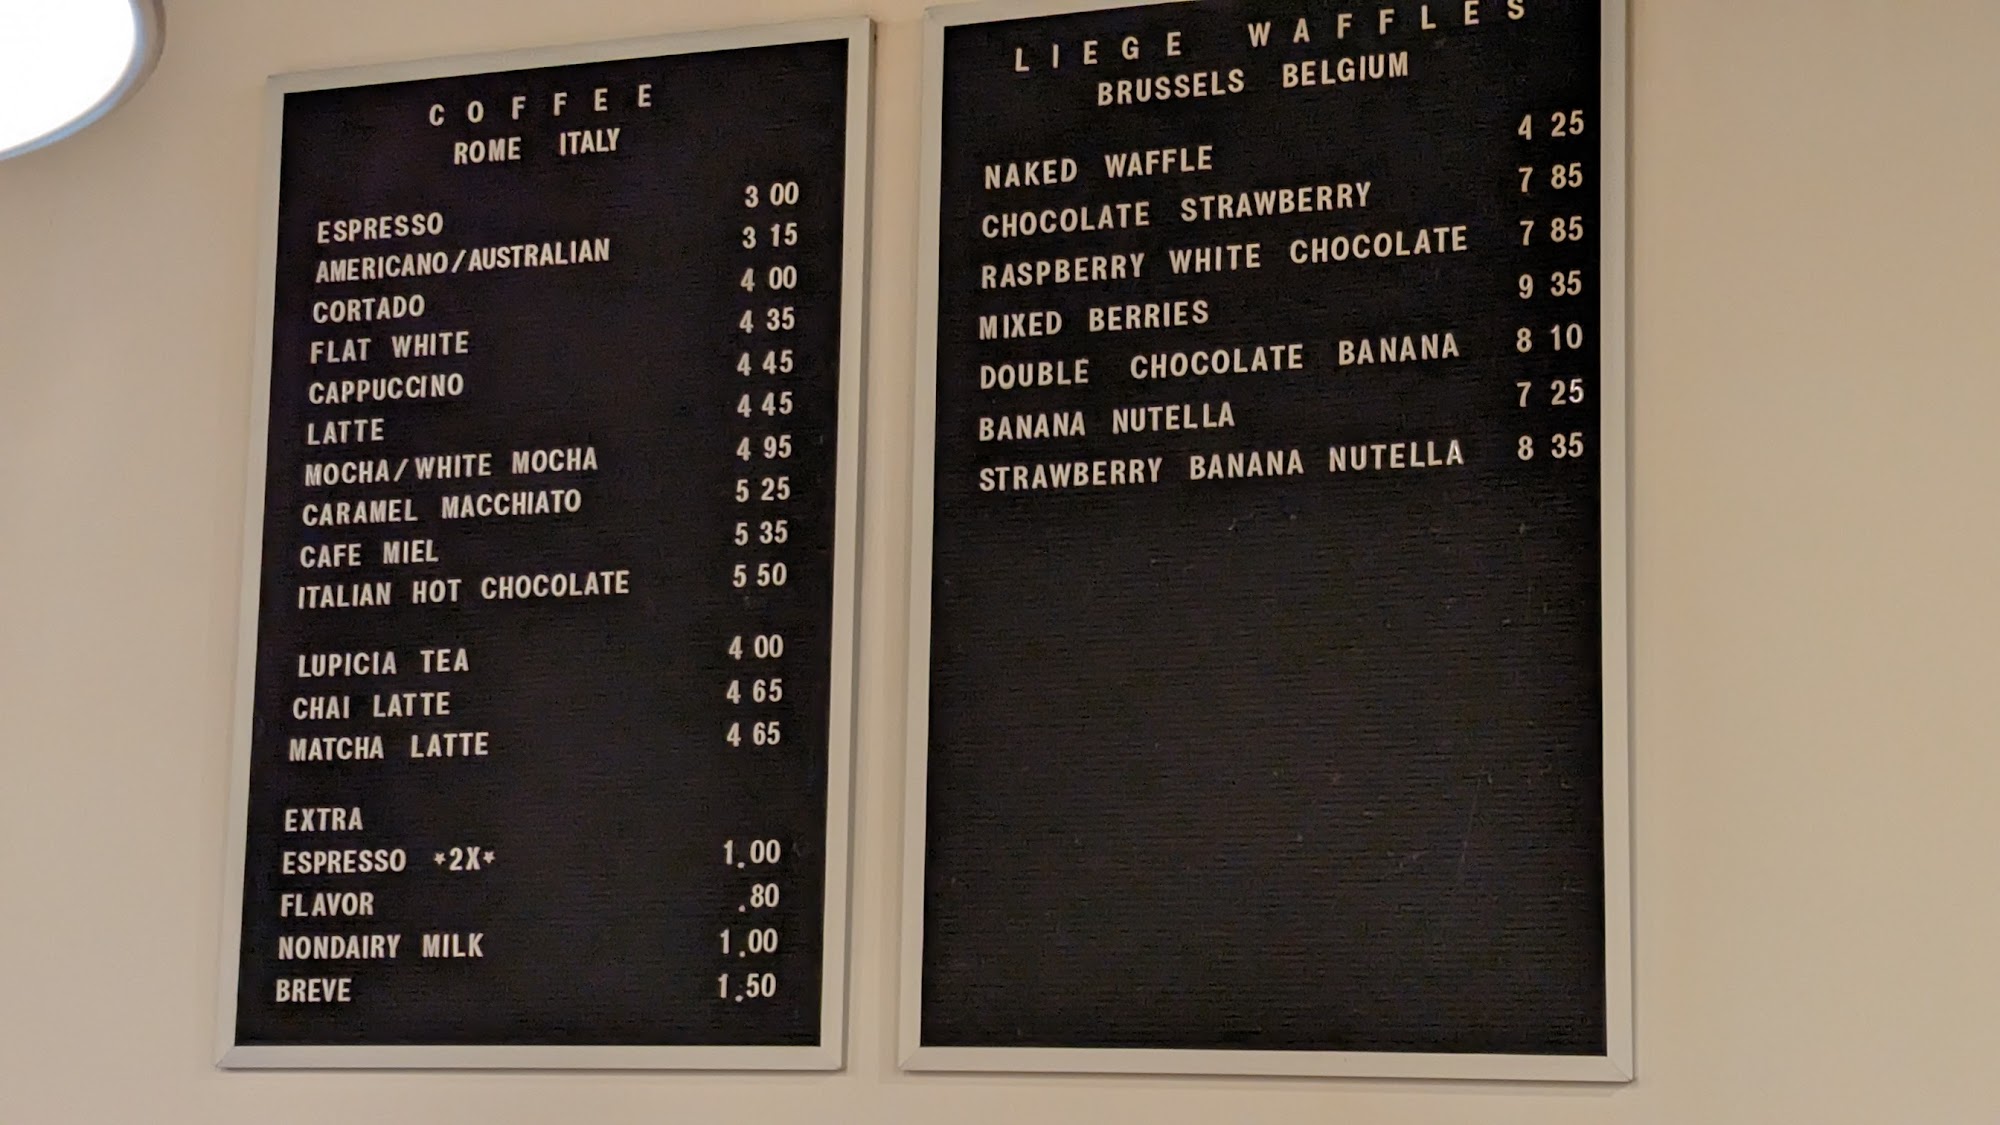 COFFEE
ROME ITALY
ESPRESSO 3 00
AMERICANO/AUSTRALIAN 3 15
CORTADO 4 00
FLAT WHITE 4 35
CAPPUCCINO 4 45
LATTE 4 45
MOCHA/WHITE MOCHA 4 95
CARAMEL MACCHIATO 5 25
CAFE MIEL 5 35
ITALIAN HOT CHOCOLATE 5 50
LUPICIA TEA 4 00
CHAI LATTE 4 65
MATCHA LATTE 4 65
EXTRA
ESPRESSO *2X* 1.00
FLAVOR .80
NONDAIRY MILK 1.00
BREVE 1.50
LIEGE WAFFLES
BRUSSELS BELGIUM
NAKED WAFFLE 4 25
CHOCOLATE STRAWBERRY 7 85
RASPBERRY WHITE CHOCOLATE 7 85
MIXED BERRIES 9 35
DOUBLE CHOCOLATE BANANA 8 10
BANANA NUTELLA 7 25
STRAWBERRY BANANA NUTELLA 8 35